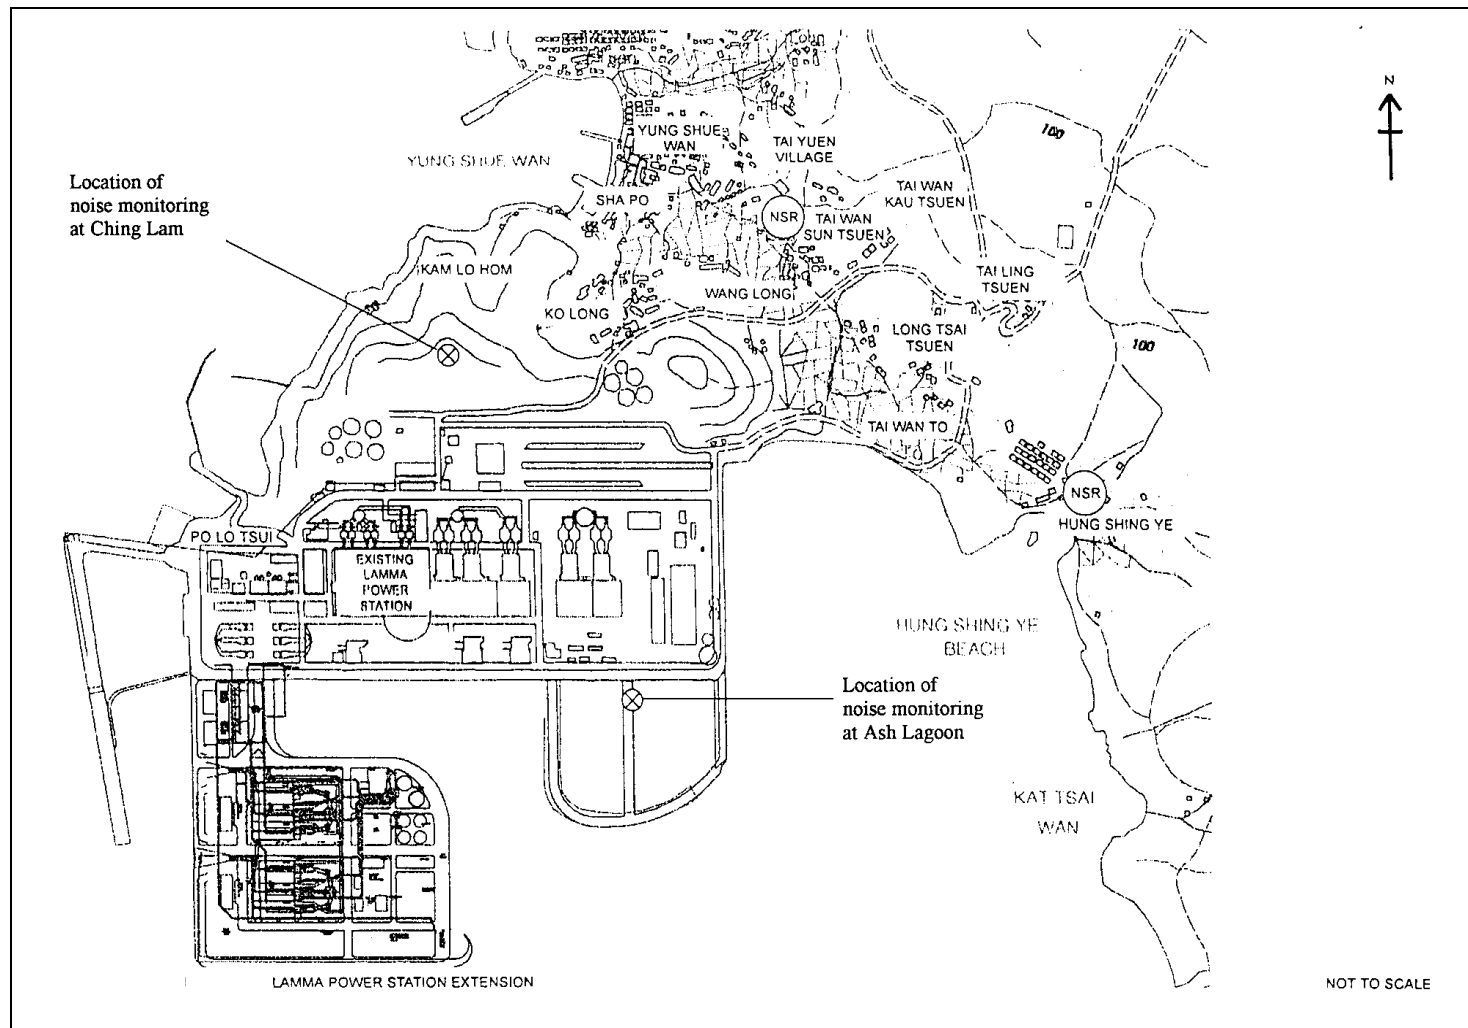 N
100
YUNG SHUE
WAN
TAI YUEN
VILLAGE
YUNG SHUE WAN
Location of
noise monitoring
at Ching Lam
TAI WAN
KAU TSUEN
SHA PO
NSR
TAI WAN
SUN TSUEN
KAM LO HOM
TAI LING
TSUEN
WANG LONG
KO LONG
LONG TSAI
TSUEN
100
TAI WAN TO
NSR
HUNG SHING YE
PO LO TSUI
EXISTING
LAMMA
POWER
STATION
HUNG SHING YE
BEACH
Location of
noise monitoring
at Ash Lagoon
KAT TSAI
WAN
LAMMA POWER STATION EXTENSION
NOT TO SCALE